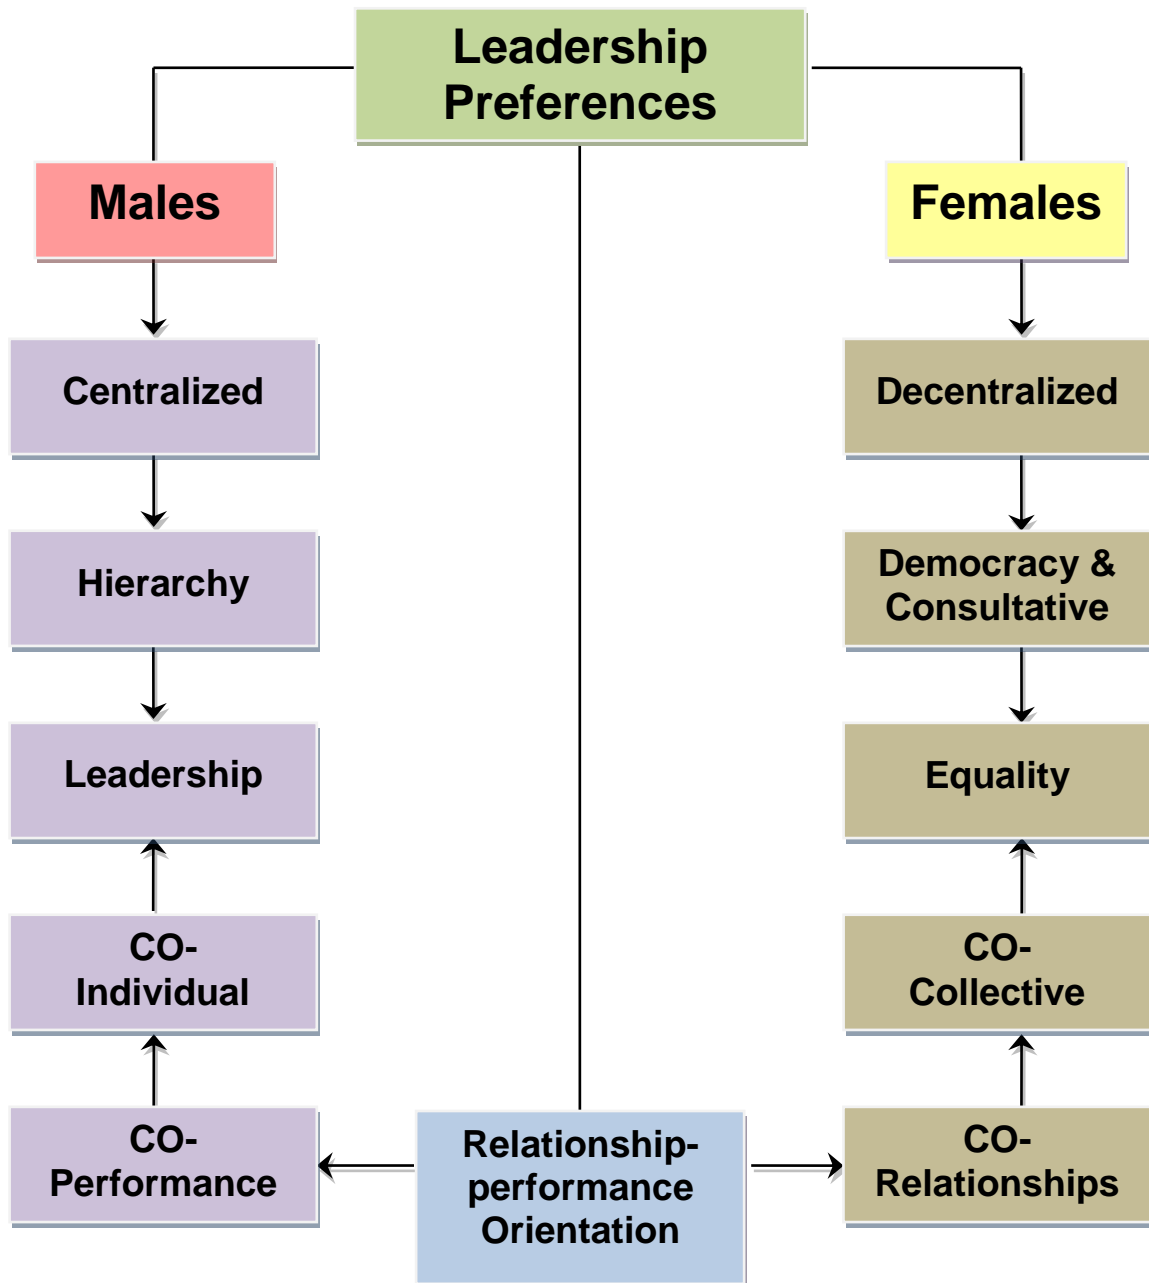 Leadership
Preferences
Males
Females
Centralized
Decentralized
Hierarchy
Democracy &
Consultative
Leadership
Equality
CO-
Individual
CO-
Collective
CO-
Performance
Relationship-
performance
Orientation
CO-
Relationships